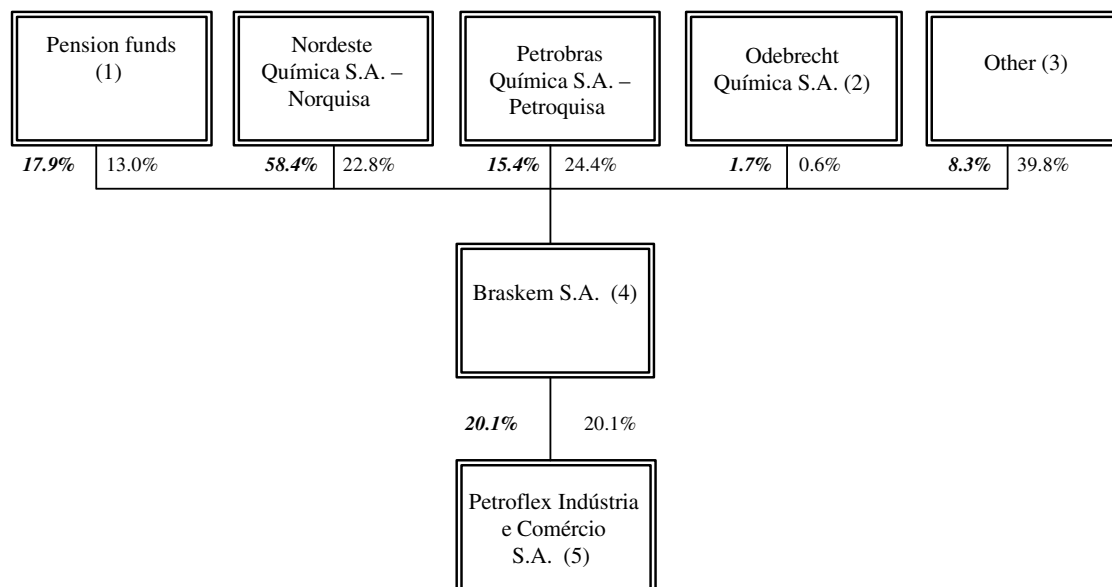 Pension funds
(1)
Nordeste
Química S.A. –
Norquisa
Petrobras
Química S.A. –
Petroquisa
Odebrecht
Química S.A. (2)
Other (3)
17.9% 13.0%
58.4% 22.8%
15.4% 24.4%
1.7% 0.6%
8.3% 39.8%
Braskem S.A. (4)
20.1% 20.1%
Petroflex Indústria
e Comércio
S.A. (5)